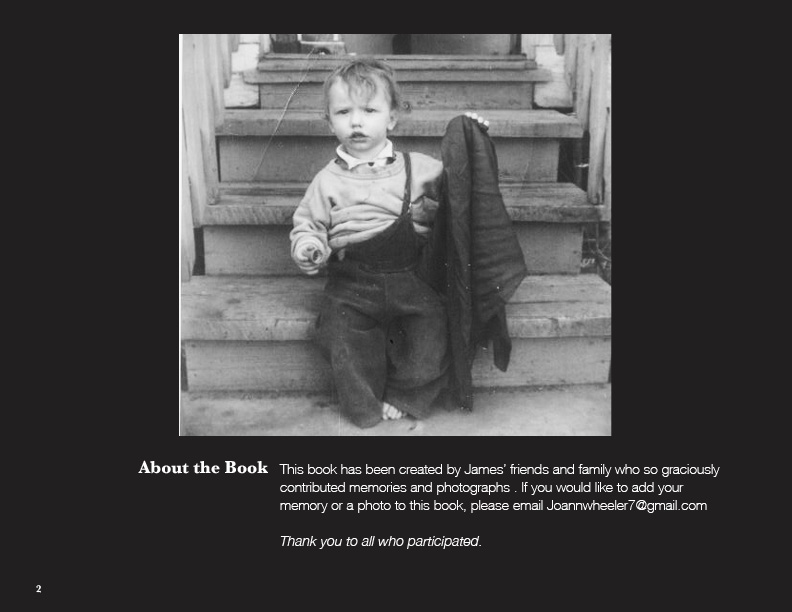 About the Book
This book has been created by James' friends and family who so graciously
contributed memories and photographs . If you would like to add your
memory or a photo to this book, please email Joannwheeler7@gmail.com
Thank you to all who participated.
2